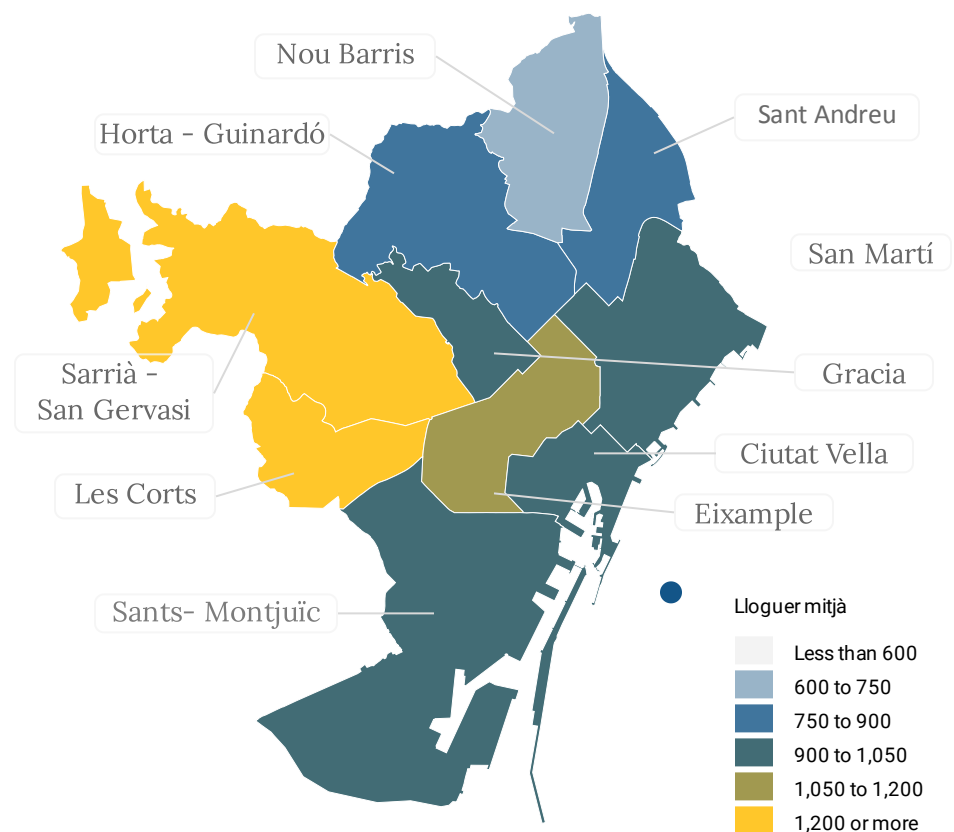 Nou Barris
Sant Andreu
Horta - Guinardó
San Martí
Sarrià -
San Gervasi
Gracia
Ciutat Vella
Les Corts
Eixample
Sants- Montjuïc
Lloguer mitjà
Less than 600
600 to 750
750 to 900
900 to 1,050
1,050 to 1,200
1,200 or more